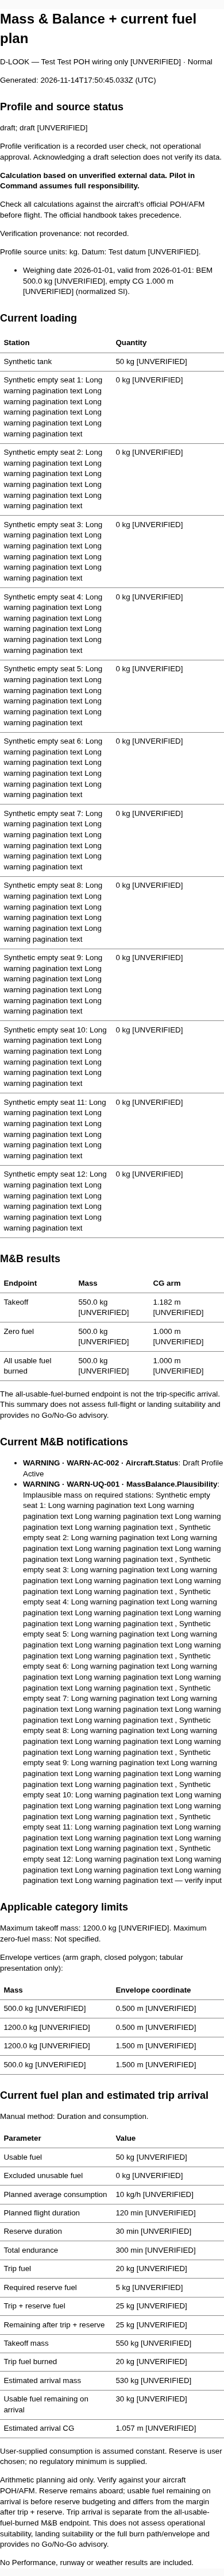 Mass & Balance + current fuel
plan
D-LOOK — Test Test POH wiring only [UNVERIFIED] · Normal
Generated: 2026-11-14T17:50:45.033Z (UTC)
Profile and source status
draft; draft [UNVERIFIED]
Profile verification is a recorded user check, not operational
approval. Acknowledging a draft selection does not verify its data.
Calculation based on unverified external data. Pilot in
Command assumes full responsibility.
Check all calculations against the aircraft's official POH/AFM
before flight. The official handbook takes precedence.
Verification provenance: not recorded.
Profile source units: kg. Datum: Test datum [UNVERIFIED].
• Weighing date 2026-01-01, valid from 2026-01-01: BEM
500.0 kg [UNVERIFIED], empty CG 1.000 m
[UNVERIFIED] (normalized SI).
Current loading
Station Quantity
Synthetic tank 50 kg [UNVERIFIED]
Synthetic empty seat 1: Long 0 kg [UNVERIFIED]
warning pagination text Long
warning pagination text Long
warning pagination text Long
warning pagination text Long
warning pagination text
Synthetic empty seat 2: Long 0 kg [UNVERIFIED]
warning pagination text Long
warning pagination text Long
warning pagination text Long
warning pagination text Long
warning pagination text
Synthetic empty seat 3: Long 0 kg [UNVERIFIED]
warning pagination text Long
warning pagination text Long
warning pagination text Long
warning pagination text Long
warning pagination text
Synthetic empty seat 4: Long 0 kg [UNVERIFIED]
warning pagination text Long
warning pagination text Long
warning pagination text Long
warning pagination text Long
warning pagination text
Synthetic empty seat 5: Long 0 kg [UNVERIFIED]
warning pagination text Long
warning pagination text Long
warning pagination text Long
warning pagination text Long
warning pagination text
Synthetic empty seat 6: Long 0 kg [UNVERIFIED]
warning pagination text Long
warning pagination text Long
warning pagination text Long
warning pagination text Long
warning pagination text
Synthetic empty seat 7: Long 0 kg [UNVERIFIED]
warning pagination text Long
warning pagination text Long
warning pagination text Long
warning pagination text Long
warning pagination text
Synthetic empty seat 8: Long 0 kg [UNVERIFIED]
warning pagination text Long
warning pagination text Long
warning pagination text Long
warning pagination text Long
warning pagination text
Synthetic empty seat 9: Long 0 kg [UNVERIFIED]
warning pagination text Long
warning pagination text Long
warning pagination text Long
warning pagination text Long
warning pagination text
Synthetic empty seat 10: Long 0 kg [UNVERIFIED]
warning pagination text Long
warning pagination text Long
warning pagination text Long
warning pagination text Long
warning pagination text
Synthetic empty seat 11: Long 0 kg [UNVERIFIED]
warning pagination text Long
warning pagination text Long
warning pagination text Long
warning pagination text Long
warning pagination text
Synthetic empty seat 12: Long 0 kg [UNVERIFIED]
warning pagination text Long
warning pagination text Long
warning pagination text Long
warning pagination text Long
warning pagination text
M&B results
Endpoint Mass CG arm
Takeoff 550.0 kg 1.182 m
[UNVERIFIED] [UNVERIFIED]
Zero fuel 500.0 kg 1.000 m
[UNVERIFIED] [UNVERIFIED]
All usable fuel 500.0 kg 1.000 m
burned [UNVERIFIED] [UNVERIFIED]
The all-usable-fuel-burned endpoint is not the trip-specific arrival.
This summary does not assess full-flight or landing suitability and
provides no Go/No-Go advisory.
Current M&B notifications
• WARNING · WARN-AC-002 · Aircraft.Status: Draft Profile
Active
• WARNING · WARN-UQ-001 · MassBalance.Plausibility:
Implausible mass on required stations: Synthetic empty
seat 1: Long warning pagination text Long warning
pagination text Long warning pagination text Long warning
pagination text Long warning pagination text , Synthetic
empty seat 2: Long warning pagination text Long warning
pagination text Long warning pagination text Long warning
pagination text Long warning pagination text , Synthetic
empty seat 3: Long warning pagination text Long warning
pagination text Long warning pagination text Long warning
pagination text Long warning pagination text , Synthetic
empty seat 4: Long warning pagination text Long warning
pagination text Long warning pagination text Long warning
pagination text Long warning pagination text , Synthetic
empty seat 5: Long warning pagination text Long warning
pagination text Long warning pagination text Long warning
pagination text Long warning pagination text , Synthetic
empty seat 6: Long warning pagination text Long warning
pagination text Long warning pagination text Long warning
pagination text Long warning pagination text , Synthetic
empty seat 7: Long warning pagination text Long warning
pagination text Long warning pagination text Long warning
pagination text Long warning pagination text , Synthetic
empty seat 8: Long warning pagination text Long warning
pagination text Long warning pagination text Long warning
pagination text Long warning pagination text , Synthetic
empty seat 9: Long warning pagination text Long warning
pagination text Long warning pagination text Long warning
pagination text Long warning pagination text , Synthetic
empty seat 10: Long warning pagination text Long warning
pagination text Long warning pagination text Long warning
pagination text Long warning pagination text , Synthetic
empty seat 11: Long warning pagination text Long warning
pagination text Long warning pagination text Long warning
pagination text Long warning pagination text , Synthetic
empty seat 12: Long warning pagination text Long warning
pagination text Long warning pagination text Long warning
pagination text Long warning pagination text — verify input
Applicable category limits
Maximum takeoff mass: 1200.0 kg [UNVERIFIED]. Maximum
zero-fuel mass: Not specified.
Envelope vertices (arm graph, closed polygon; tabular
presentation only):
Mass Envelope coordinate
500.0 kg [UNVERIFIED] 0.500 m [UNVERIFIED]
1200.0 kg [UNVERIFIED] 0.500 m [UNVERIFIED]
1200.0 kg [UNVERIFIED] 1.500 m [UNVERIFIED]
500.0 kg [UNVERIFIED] 1.500 m [UNVERIFIED]
Current fuel plan and estimated trip arrival
Manual method: Duration and consumption.
Parameter Value
Usable fuel 50 kg [UNVERIFIED]
Excluded unusable fuel 0 kg [UNVERIFIED]
Planned average consumption 10 kg/h [UNVERIFIED]
Planned flight duration 120 min [UNVERIFIED]
Reserve duration 30 min [UNVERIFIED]
Total endurance 300 min [UNVERIFIED]
Trip fuel 20 kg [UNVERIFIED]
Required reserve fuel 5 kg [UNVERIFIED]
Trip + reserve fuel 25 kg [UNVERIFIED]
Remaining after trip + reserve 25 kg [UNVERIFIED]
Takeoff mass 550 kg [UNVERIFIED]
Trip fuel burned 20 kg [UNVERIFIED]
Estimated arrival mass 530 kg [UNVERIFIED]
Usable fuel remaining on 30 kg [UNVERIFIED]
arrival
Estimated arrival CG 1.057 m [UNVERIFIED]
User-supplied consumption is assumed constant. Reserve is user
chosen; no regulatory minimum is supplied.
Arithmetic planning aid only. Verify against your aircraft
POH/AFM. Reserve remains aboard; usable fuel remaining on
arrival is before reserve budgeting and differs from the margin
after trip + reserve. Trip arrival is separate from the all-usable-
fuel-burned M&B endpoint. This does not assess operational
suitability, landing suitability or the full burn path/envelope and
provides no Go/No-Go advisory.
No Performance, runway or weather results are included.